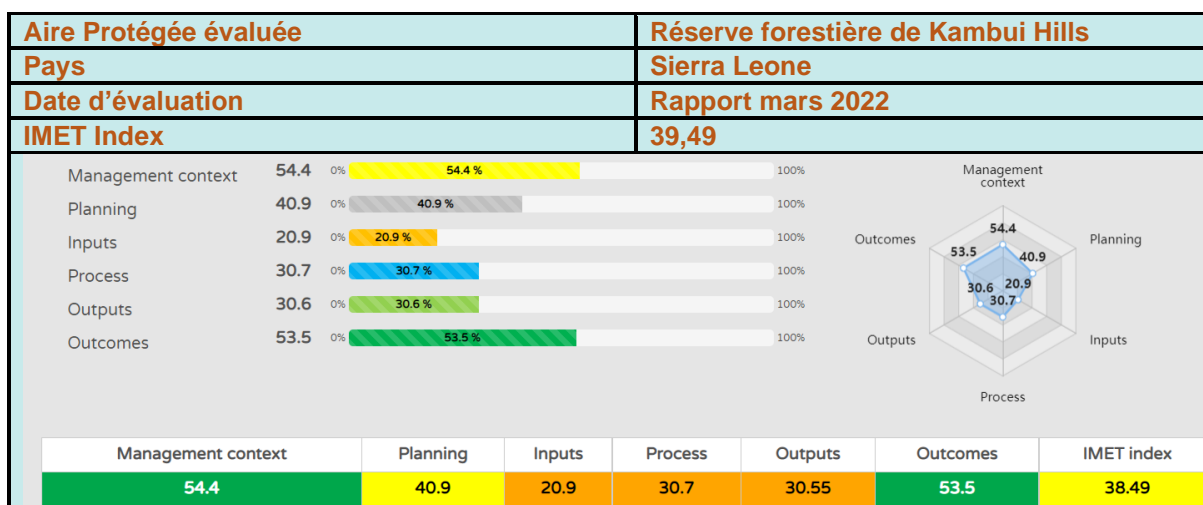 Aire Protégée évaluée Réserve forestière de Kambui Hills
Pays Sierra Leone
Date d’évaluation Rapport mars 2022
IMET Index 39,49
Management context 54.4 0% 54.4 % 100%
Planning 40.9 0% 40.9 % 100%
Inputs 20.9 0% 20.9 % 100%
Process 30.7 0% 30.7 % 100%
Outputs 30.6 0% 30.6 % 100%
Outcomes 53.5 0% 53.5 % 100%
Management
context
54.4
Outcomes Planning
53.5 40.9
30.6 20.9
30.7
Outputs Inputs
Process
Management context Planning Inputs Process Outputs Outcomes IMET index
54.4 40.9 20.9 30.7 30.55 53.5 38.49